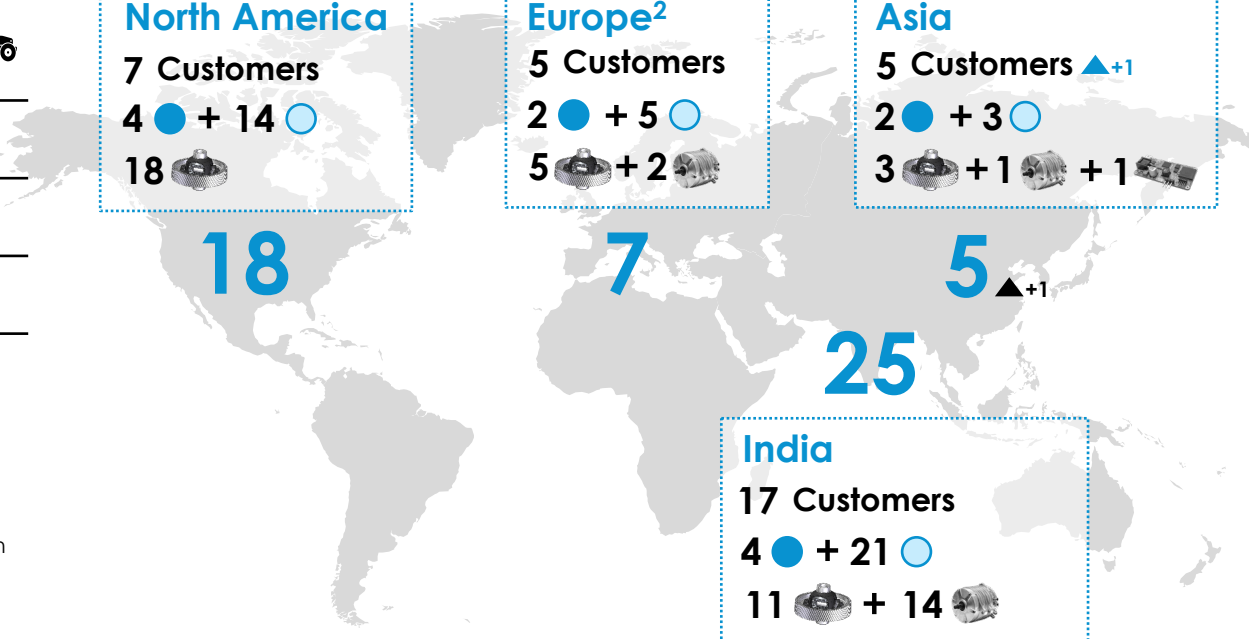 North America
7 Customers
4 + 14
18
18
Europe²
5 Customers
2 + 5
5 + 2
7
Asia
5 Customers ▲+1
2 + 3
3 + 1 + 1
5 ▲+1
25
India
17 Customers
4 + 21
11 + 14